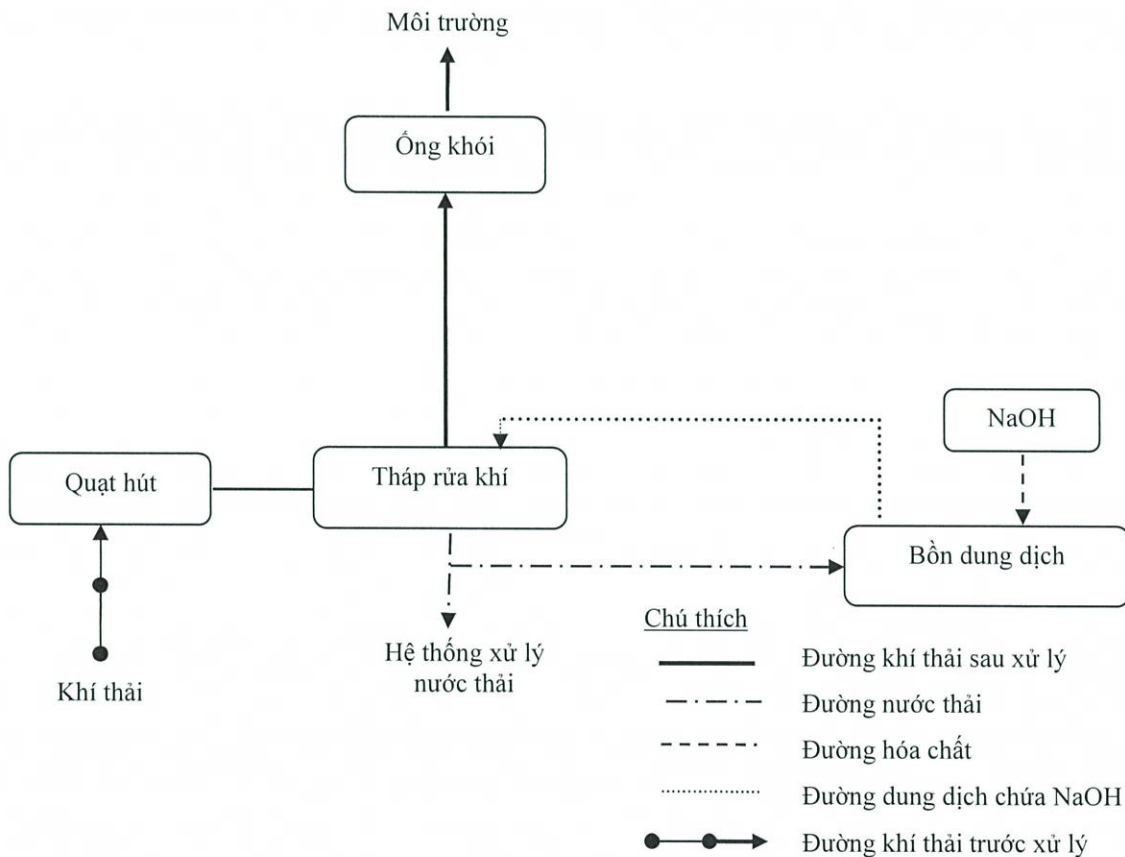 Môi trường
Ống khói
NaOH
Quạt hút
Tháp rửa khí
Bồn dung dịch
Khí thải
Hệ thống xử lý
nước thải
Chú thích
Đường khí thải sau xử lý
Đường nước thải
Đường hóa chất
Đường dung dịch chứa NaOH
Đường khí thải trước xử lý